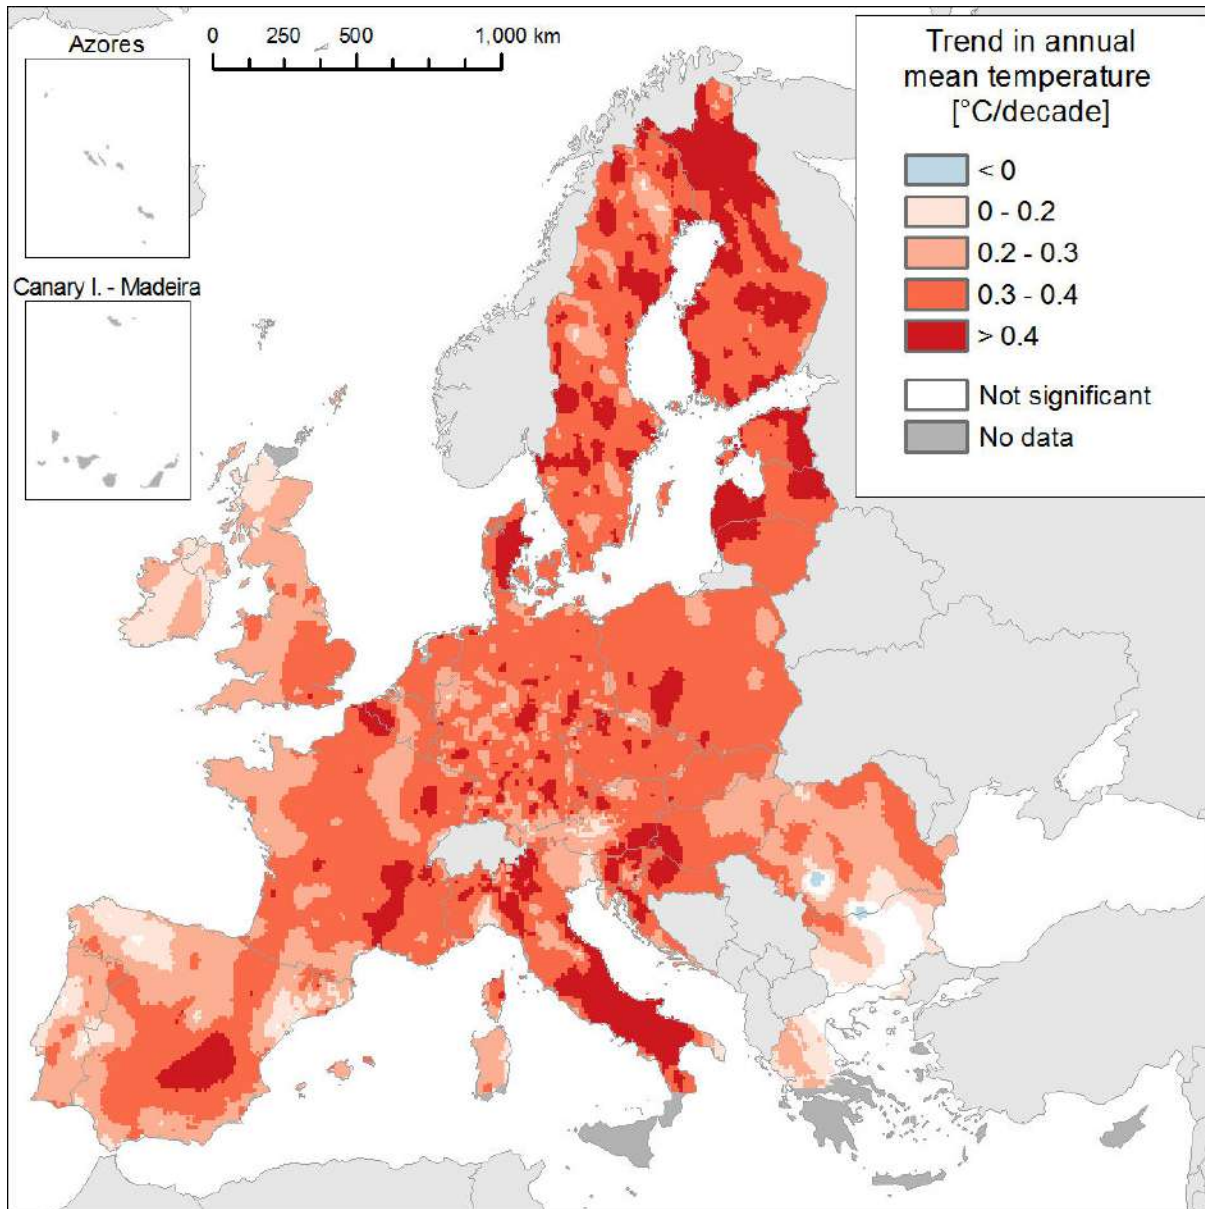 Azores
0 250 500 1,000 km
Canary I. - Madeira
Trend in annual
mean temperature
[°C/decade]
< 0
0 - 0.2
0.2 - 0.3
0.3 - 0.4
> 0.4
Not significant
No data